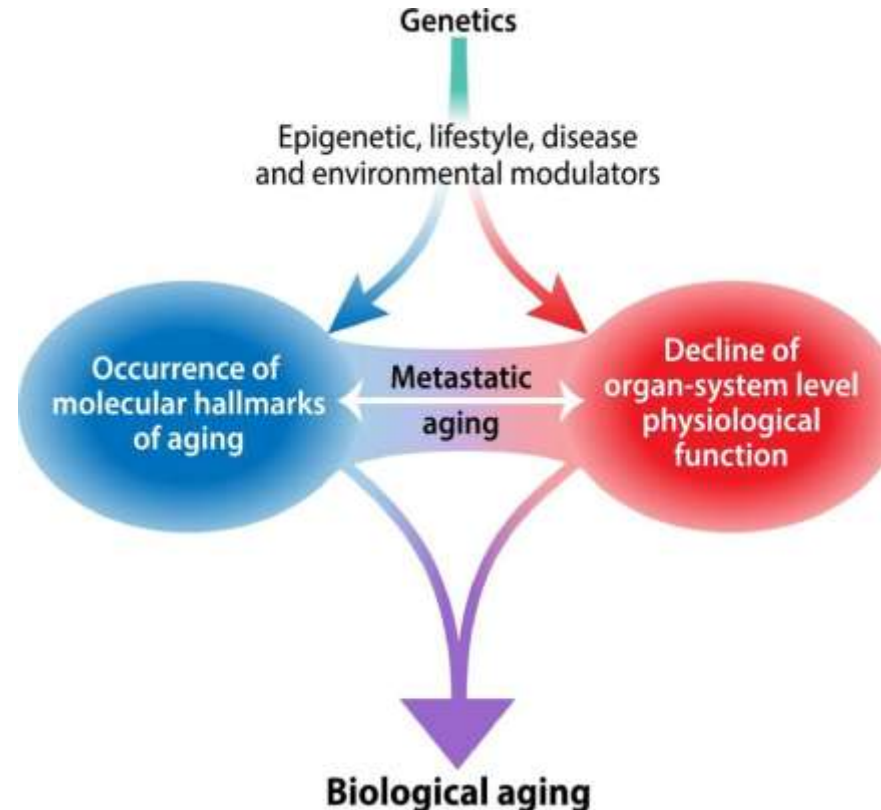 Genetics
Epigenetic, lifestyle, disease
and environmental modulators
Occurrence of
molecular hallmarks
of aging
Metastatic
aging
Decline of
organ-system level
physiological
function
Biological aging